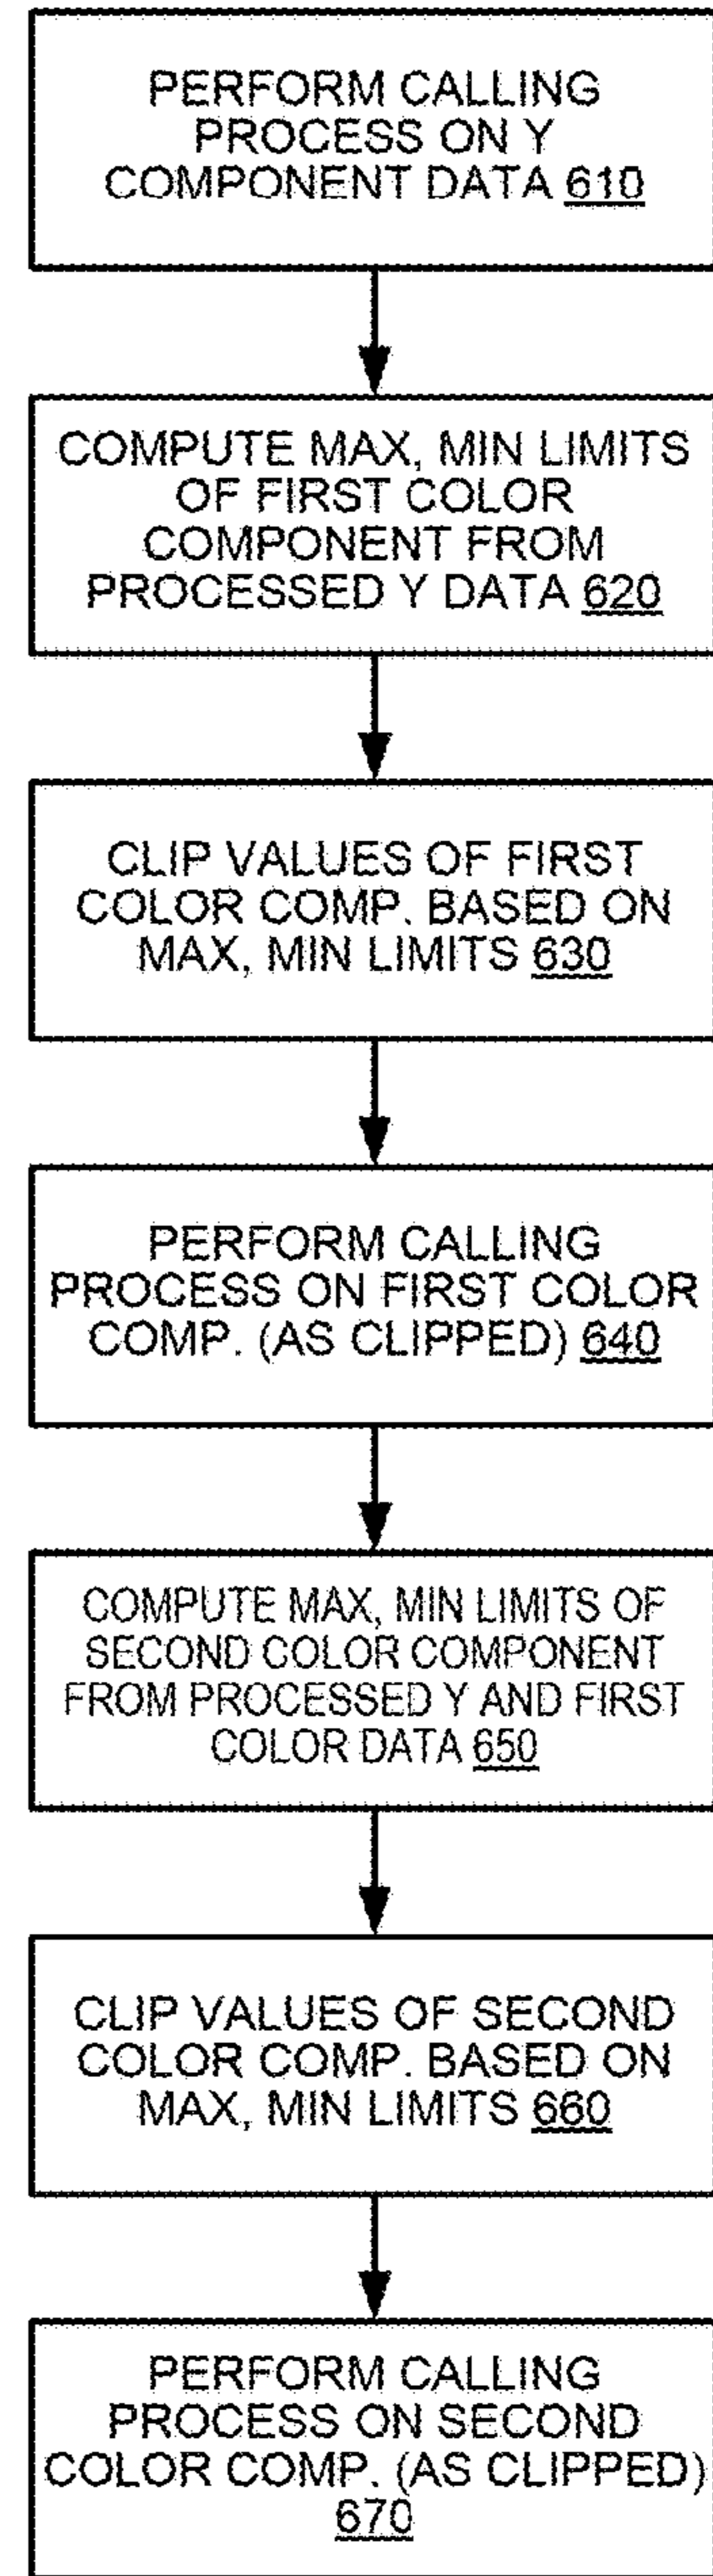 PERFORM CALLING
PROCESS ON Y
COMPONENT DATA 610
COMPUTE MAX, MIN LIMITS
OF FIRST COLOR
COMPONENT FROM
PROCESSED Y DATA 620
CLIP VALUES OF FIRST
COLOR COMP. BASED ON
MAX, MIN LIMITS 630
PERFORM CALLING
PROCESS ON FIRST COLOR
COMP. (AS CLIPPED) 640
COMPUTE MAX, MIN LIMITS OF
SECOND COLOR COMPONENT
FROM PROCESSED Y AND FIRST
COLOR DATA 650
CLIP VALUES OF SECOND
COLOR COMP. BASED ON
MAX, MIN LIMITS 660
PERFORM CALLING
PROCESS ON SECOND
COLOR COMP. (AS CLIPPED)
670